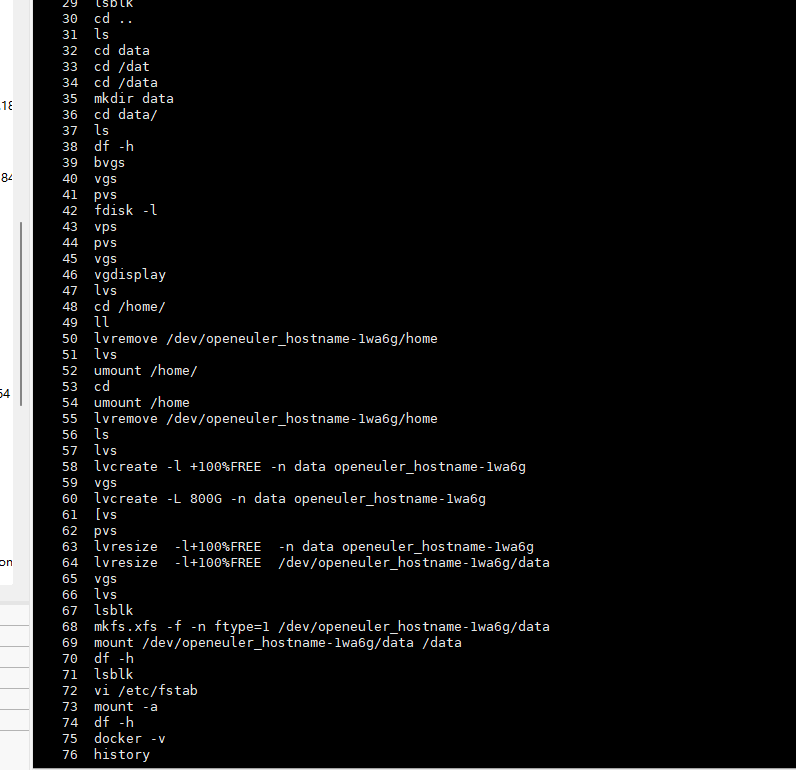 29 lsblk
30 cd ..
31 ls
32 cd data
33 cd /dat
34 cd /data
35 mkdir data
36 cd data/
37 ls
38 df -h
39 bvgs
40 vgs
41 pvs
42 fdisk -l
43 vps
44 pvs
45 vgs
46 vgdisplay
47 lvs
48 cd /home/
49 ll
50 lvremove /dev/openeuler_hostname-1wa6g/home
51 lvs
52 umount /home/
53 cd
54 umount /home
55 lvremove /dev/openeuler_hostname-1wa6g/home
56 ls
57 lvs
58 lvcreate -l +100%FREE -n data openeuler_hostname-1wa6g
59 vgs
60 lvcreate -L 800G -n data openeuler_hostname-1wa6g
61 [vs
62 pvs
63 lvresize  -l+100%FREE  -n data openeuler_hostname-1wa6g
64 lvresize  -l+100%FREE  /dev/openeuler_hostname-1wa6g/data
65 vgs
66 lvs
67 lsblk
68 mkfs.xfs -f -n ftype=1 /dev/openeuler_hostname-1wa6g/data
69 mount /dev/openeuler_hostname-1wa6g/data /data
70 df -h
71 lsblk
72 vi /etc/fstab
73 mount -a
74 df -h
75 docker -v
76 history